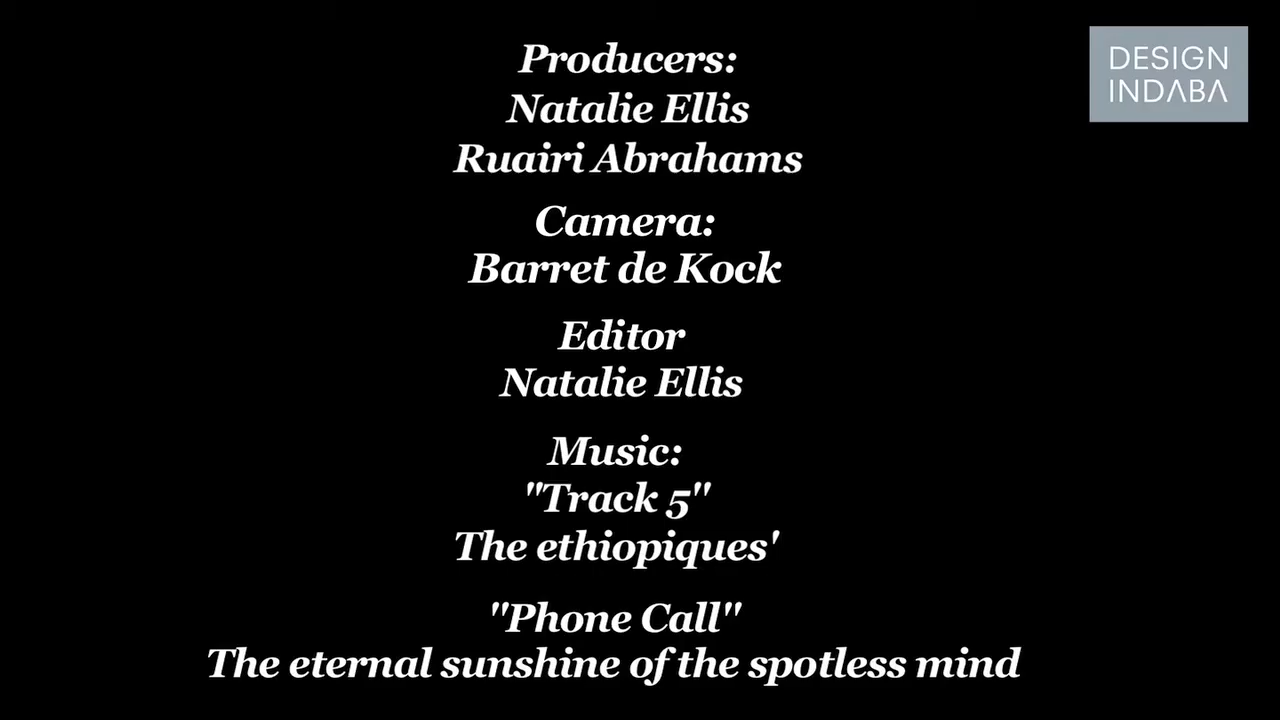 Producers:
Natalie Ellis
Ruairi Abrahams
Camera:
Barret de Kock
Editor
Natalie Ellis
Music:
"Track 5"
The ethiopiques'
"Phone Call"
The eternal sunshine of the spotless mind
DESIGN
INDΛBΛ